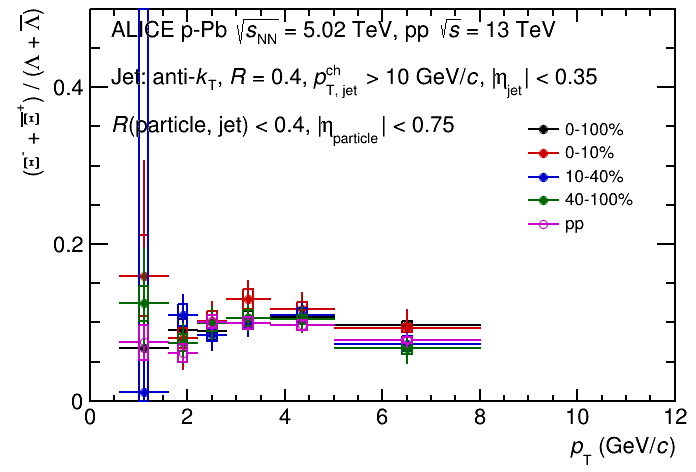 ALICE p-Pb √s_NN = 5.02 TeV, pp √s = 13 TeV
Jet: anti-k_T, R = 0.4, p_T, jet^ch > 10 GeV/c, |η_jet| < 0.35
R(particle, jet) < 0.4, |η_particle| < 0.75
(Ξ⁻ + Ξ̅⁺) / (Λ + Λ̅)
0-100%
0-10%
10-40%
40-100%
pp
0.4
0.2
0
0 2 4 6 8 10 12
p_T (GeV/c)